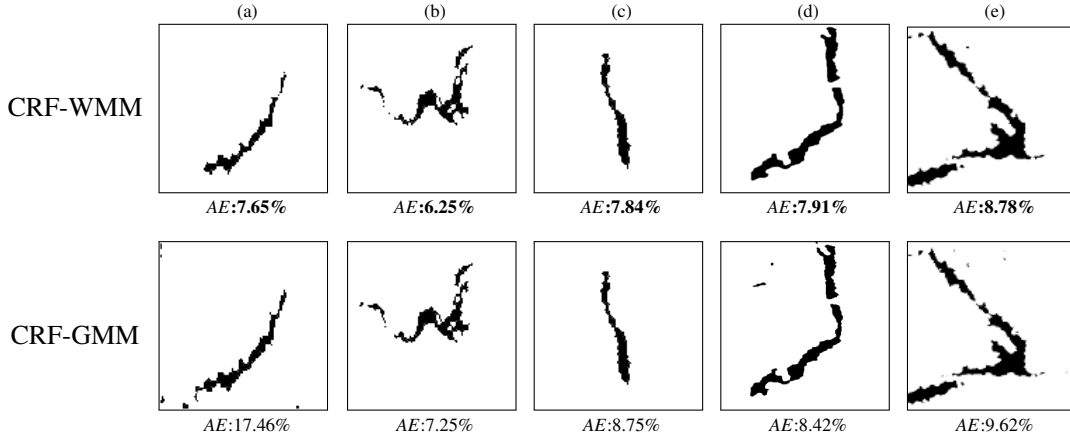 (a) (b) (c) (d) (e)
CRF-WMM
AE:7.65% AE:6.25% AE:7.84% AE:7.91% AE:8.78%
CRF-GMM
AE:17.46% AE:7.25% AE:8.75% AE:8.42% AE:9.62%